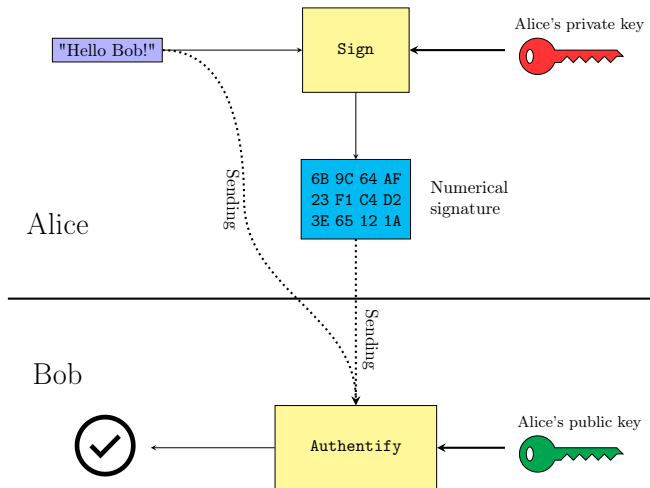 Alice's private key
"Hello Bob!"
Sign
Sending
6B 9C 64 AF
23 F1 C4 D2
3E 65 12 1A
Numerical
signature
Alice
Sending
Bob
Alice's public key
Authentify